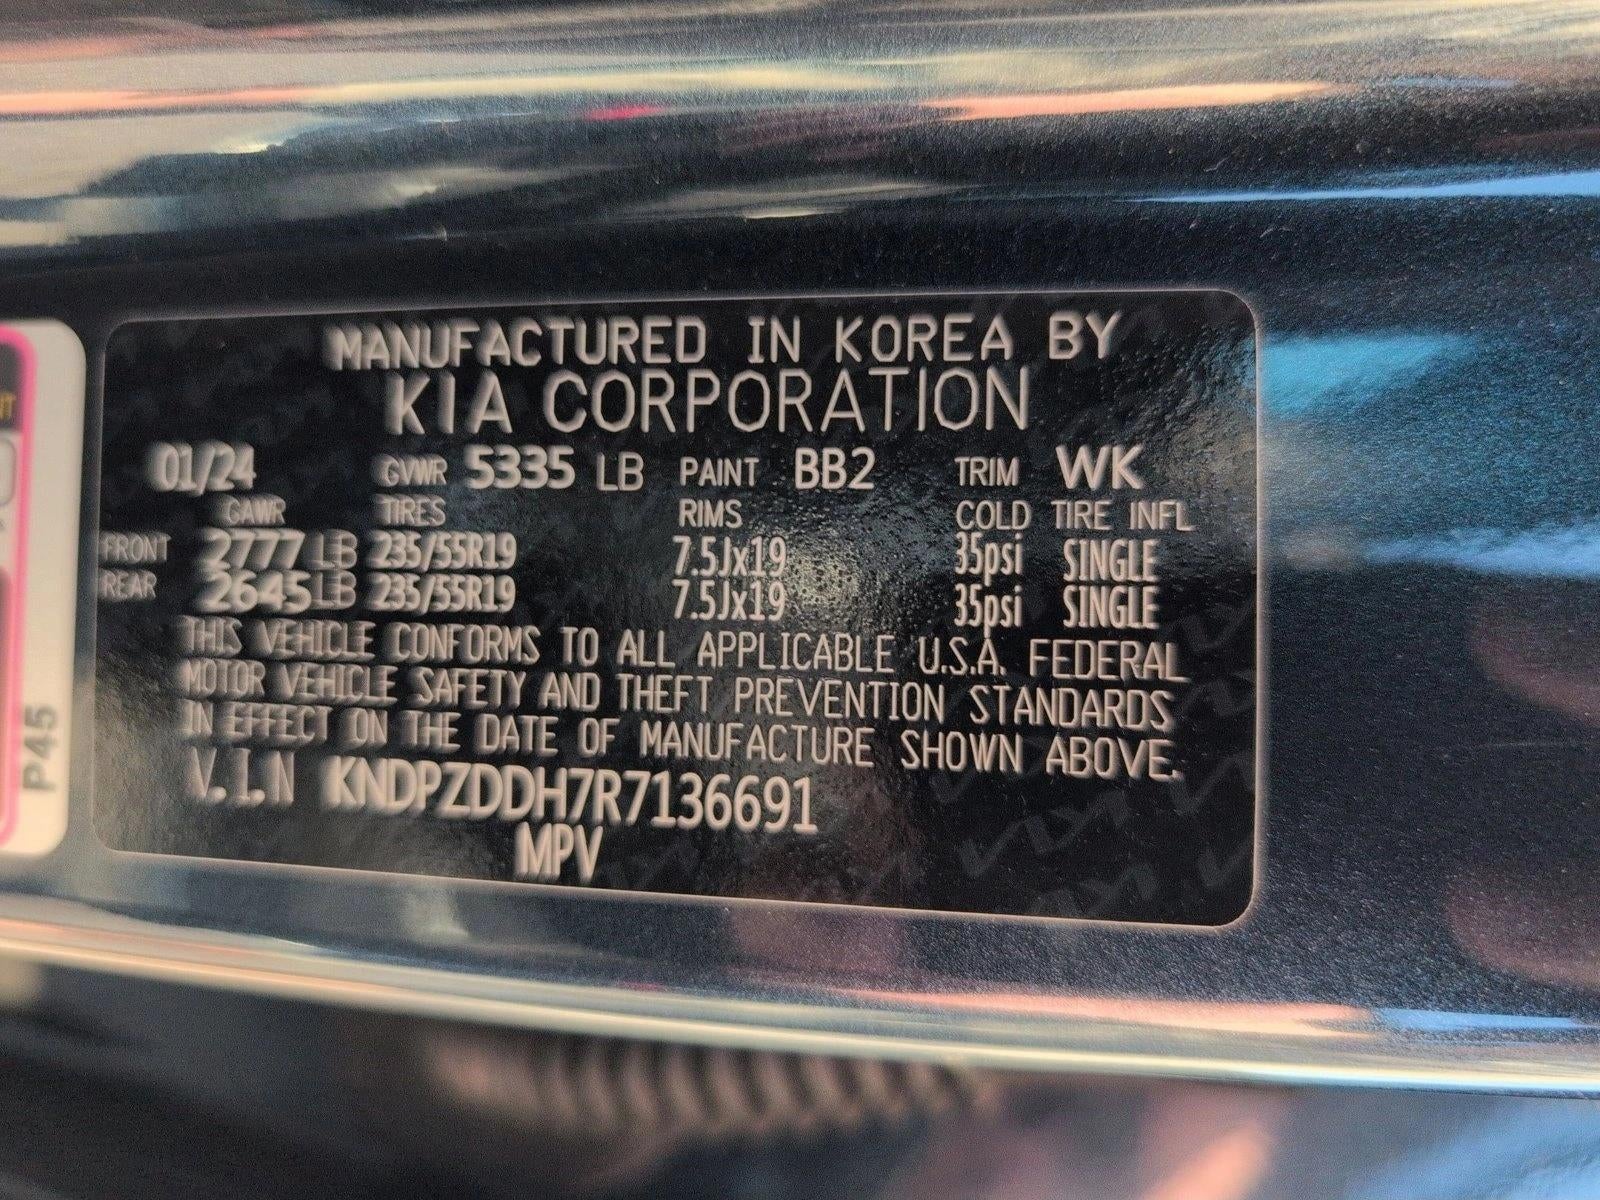 MANUFACTURED IN KOREA BY
KIA CORPORATION
01/24 GVWR 5335 LB PAINT BB2 TRIM WK
GAWR TIRES RIMS COLD TIRE INFL
FRONT 2777 LB 235/55R19 7.5Jx19 35psi SINGLE
REAR 2645 LB 235/55R19 7.5Jx19 35psi SINGLE
THIS VEHICLE CONFORMS TO ALL APPLICABLE U.S.A. FEDERAL
MOTOR VEHICLE SAFETY AND THEFT PREVENTION STANDARDS
IN EFFECT ON THE DATE OF MANUFACTURE SHOWN ABOVE.
V.I.N KNDPZDDH7R7136691
MPV
P45